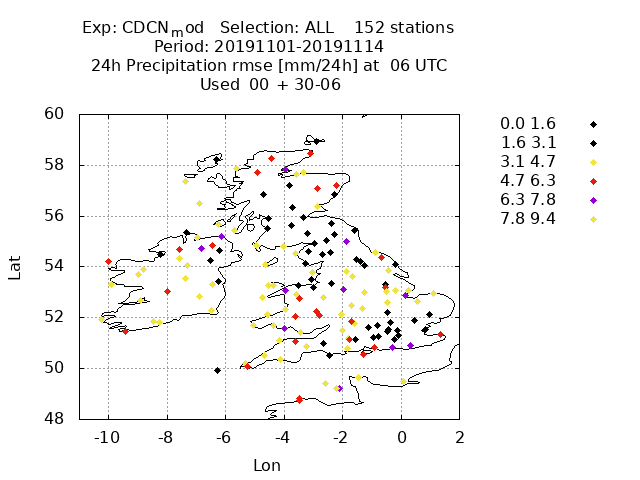 Exp: CDCNmod Selection: ALL 152 stations
Period: 20191101-20191114
24h Precipitation rmse [mm/24h] at 06 UTC
Used 00 + 30-06
60
58
56
54
52
50
48
Lat
-10 -8 -6 -4 -2 0 2
Lon
0.0 1.6
1.6 3.1
3.1 4.7
4.7 6.3
6.3 7.8
7.8 9.4